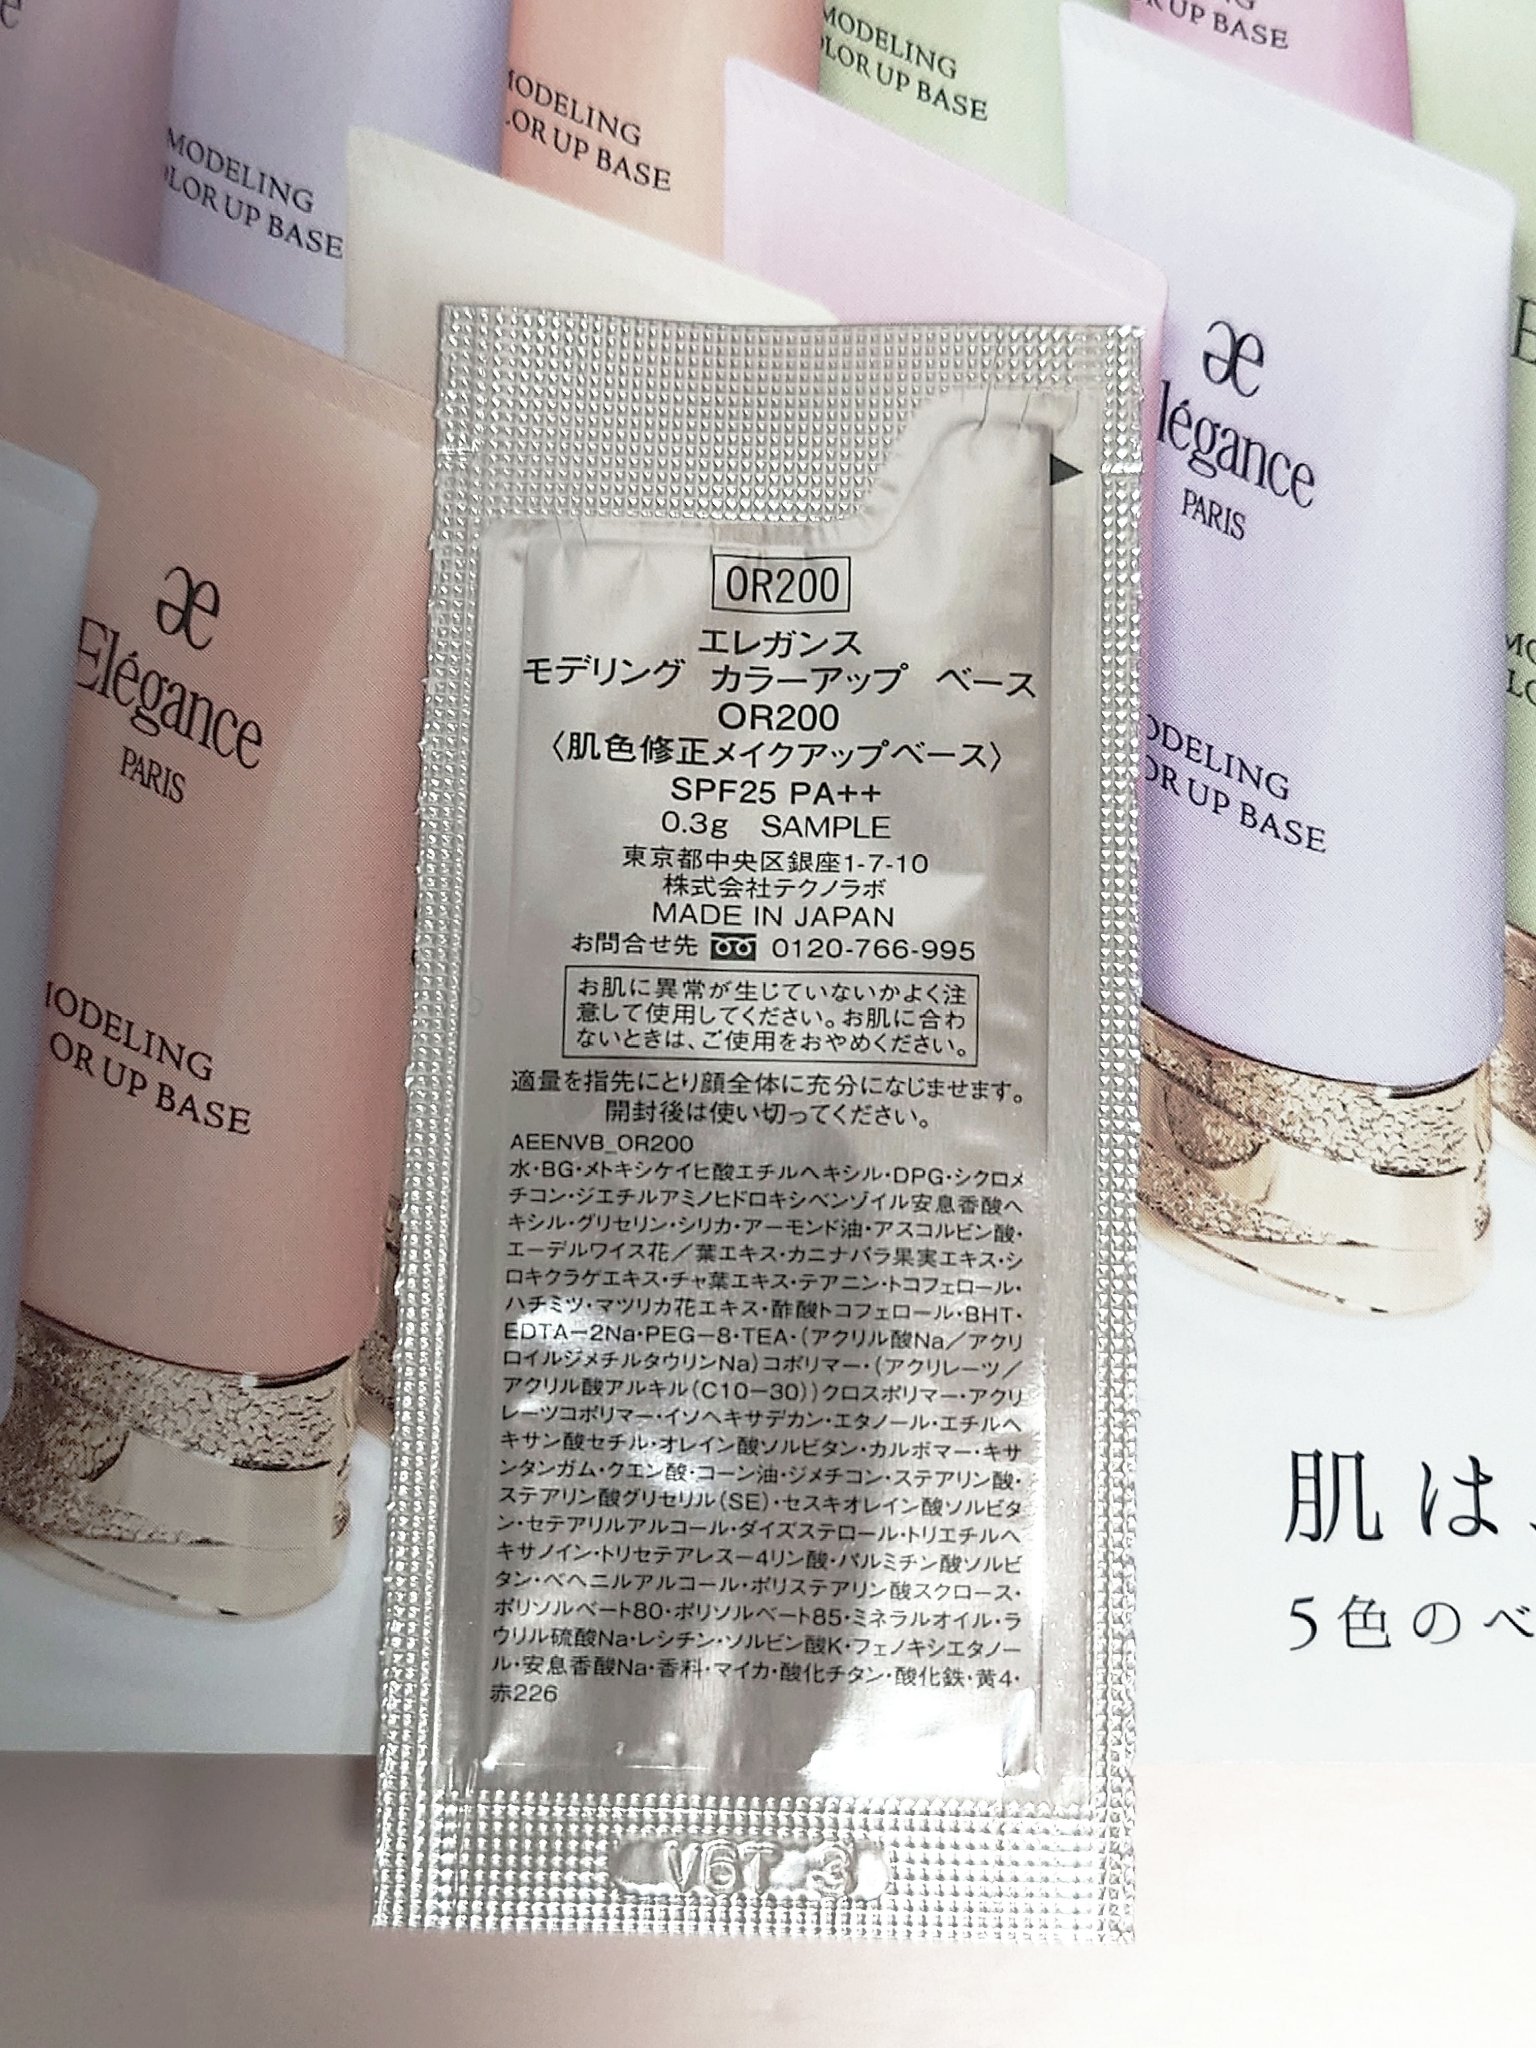 MODELING
LOR UP BASE
UP BASE
MODELING
LOR UP BASE
MODELING
OLOR UP BASE
æ
Elégance
PARIS
MODELING
OR UP BASE
æ
légance
PARIS
ODELING
OR UP BASE
OR200
エレガンス
モデリング カラーアップ ベース
OR200
〈肌色修正メイクアップベース〉
SPF25 PA++
0.3g SAMPLE
東京都中央区銀座1-7-10
株式会社テクノラボ
MADE IN JAPAN
お問合せ先 0120-766-995
お肌に異常が生じていないかよく注
意して使用してください。お肌に合わ
ないときは、ご使用をおやめください。
適量を指先にとり顔全体に充分になじませます。
開封後は使い切ってください。
AEENVB_OR200
水・BG・メトキシケイヒ酸エチルヘキシル・DPG・シクロメ
チコン・ジエチルアミノヒドロキシベンゾイル安息香酸ヘ
キシル・グリセリン・シリカ・アーモンド油・アスコルビン酸・
エーデルワイス花／葉エキス・カニナバラ果実エキス・シ
ロキクラゲエキス・チャ葉エキス・テアニン・トコフェロール・
ハチミツ・マツリカ花エキス・酢酸トコフェロール・BHT・
EDTA－2Na・PEG－8・TEA・(アクリル酸Na／アクリ
ロイルジメチルタウリンNa)コポリマー・(アクリレーツ／
アクリル酸アルキル(C10－30))クロスポリマー・アクリ
レーツコポリマー・イソヘキサデカン・エタノール・エチルヘ
キサン酸セチル・オレイン酸ソルビタン・カルボマー・キサ
ンタンガム・クエン酸・コーン油・ジメチコン・ステアリン酸・
ステアリン酸グリセリル(SE)・セスキオレイン酸ソルビタ
ン・セテアリルアルコール・ダイズステロール・トリエチルヘ
キサノイン・トリセテアレス－4リン酸・パルミチン酸ソルビ
タン・ベヘニルアルコール・ポリステアリン酸スクロース・
ポリソルベート80・ポリソルベート85・ミネラルオイル・ラ
ウリル硫酸Na・レシチン・ソルビン酸K・フェノキシエタノー
ル・安息香酸Na・香料・マイカ・酸化チタン・酸化鉄・黄4・
赤226
VGT 3
肌は、
5色のベ